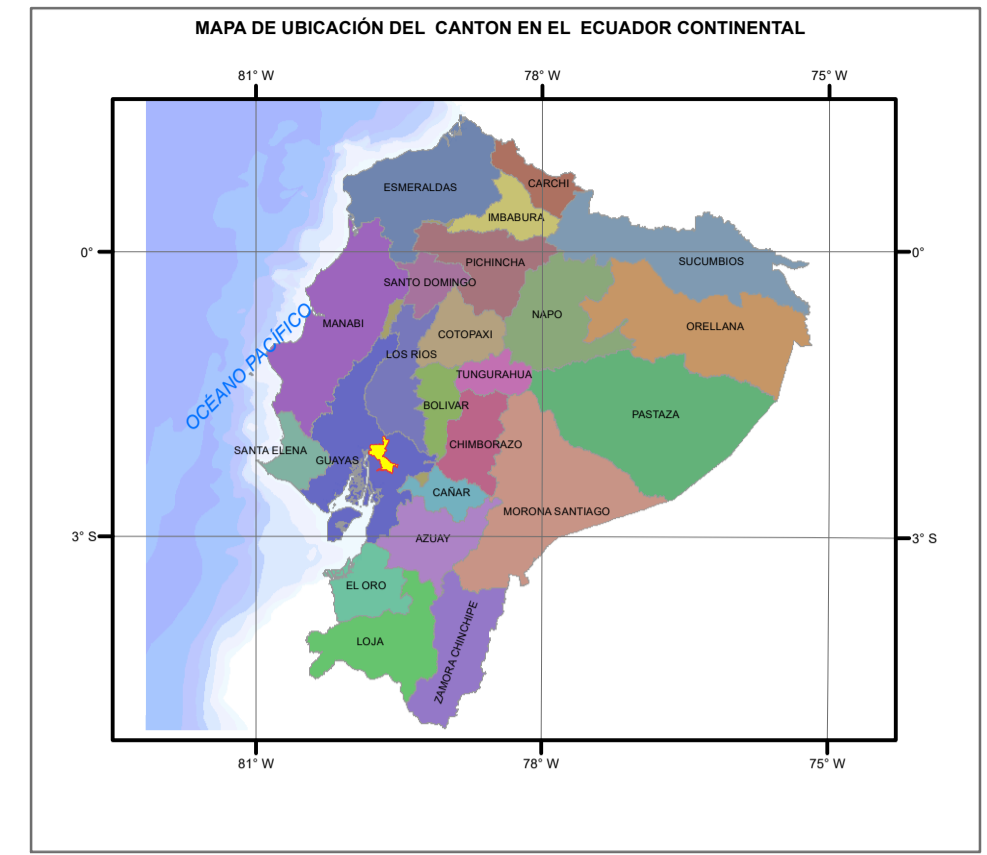 MAPA DE UBICACIÓN DEL  CANTON EN EL  ECUADOR CONTINENTAL
81° W
78° W
75° W
ESMERALDAS
CARCHI
IMBABURA
0°
0°
PICHINCHA
SUCUMBIOS
SANTO DOMINGO
NAPO
MANABI
ORELLANA
COTOPAXI
LOS RIOS
OCÉANO PACÍFICO
TUNGURAHUA
BOLIVAR
PASTAZA
CHIMBORAZO
SANTA ELENA
GUAYAS
CAÑAR
MORONA SANTIAGO
3° S
AZUAY
3° S
EL ORO
LOJA
ZAMORA CHINCHIPE
81° W
78° W
75° W